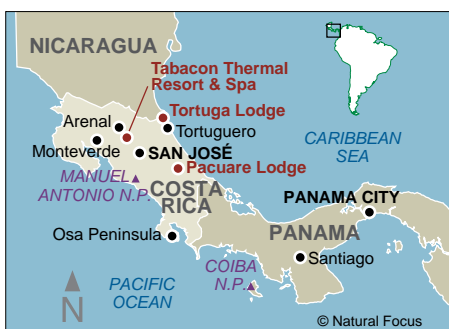 NICARAGUA
Tabacon Thermal
Resort & Spa
Tortuga Lodge
Arenal
Tortuguero
Monteverde
SAN JOSÉ
CARIBBEAN
SEA
Pacuare Lodge
MANUEL
ANTONIO N.P.
COSTA
RICA
PANAMA CITY
Osa Peninsula
PANAMA
COIBA
N.P.
Santiago
PACIFIC
OCEAN
N
© Natural Focus